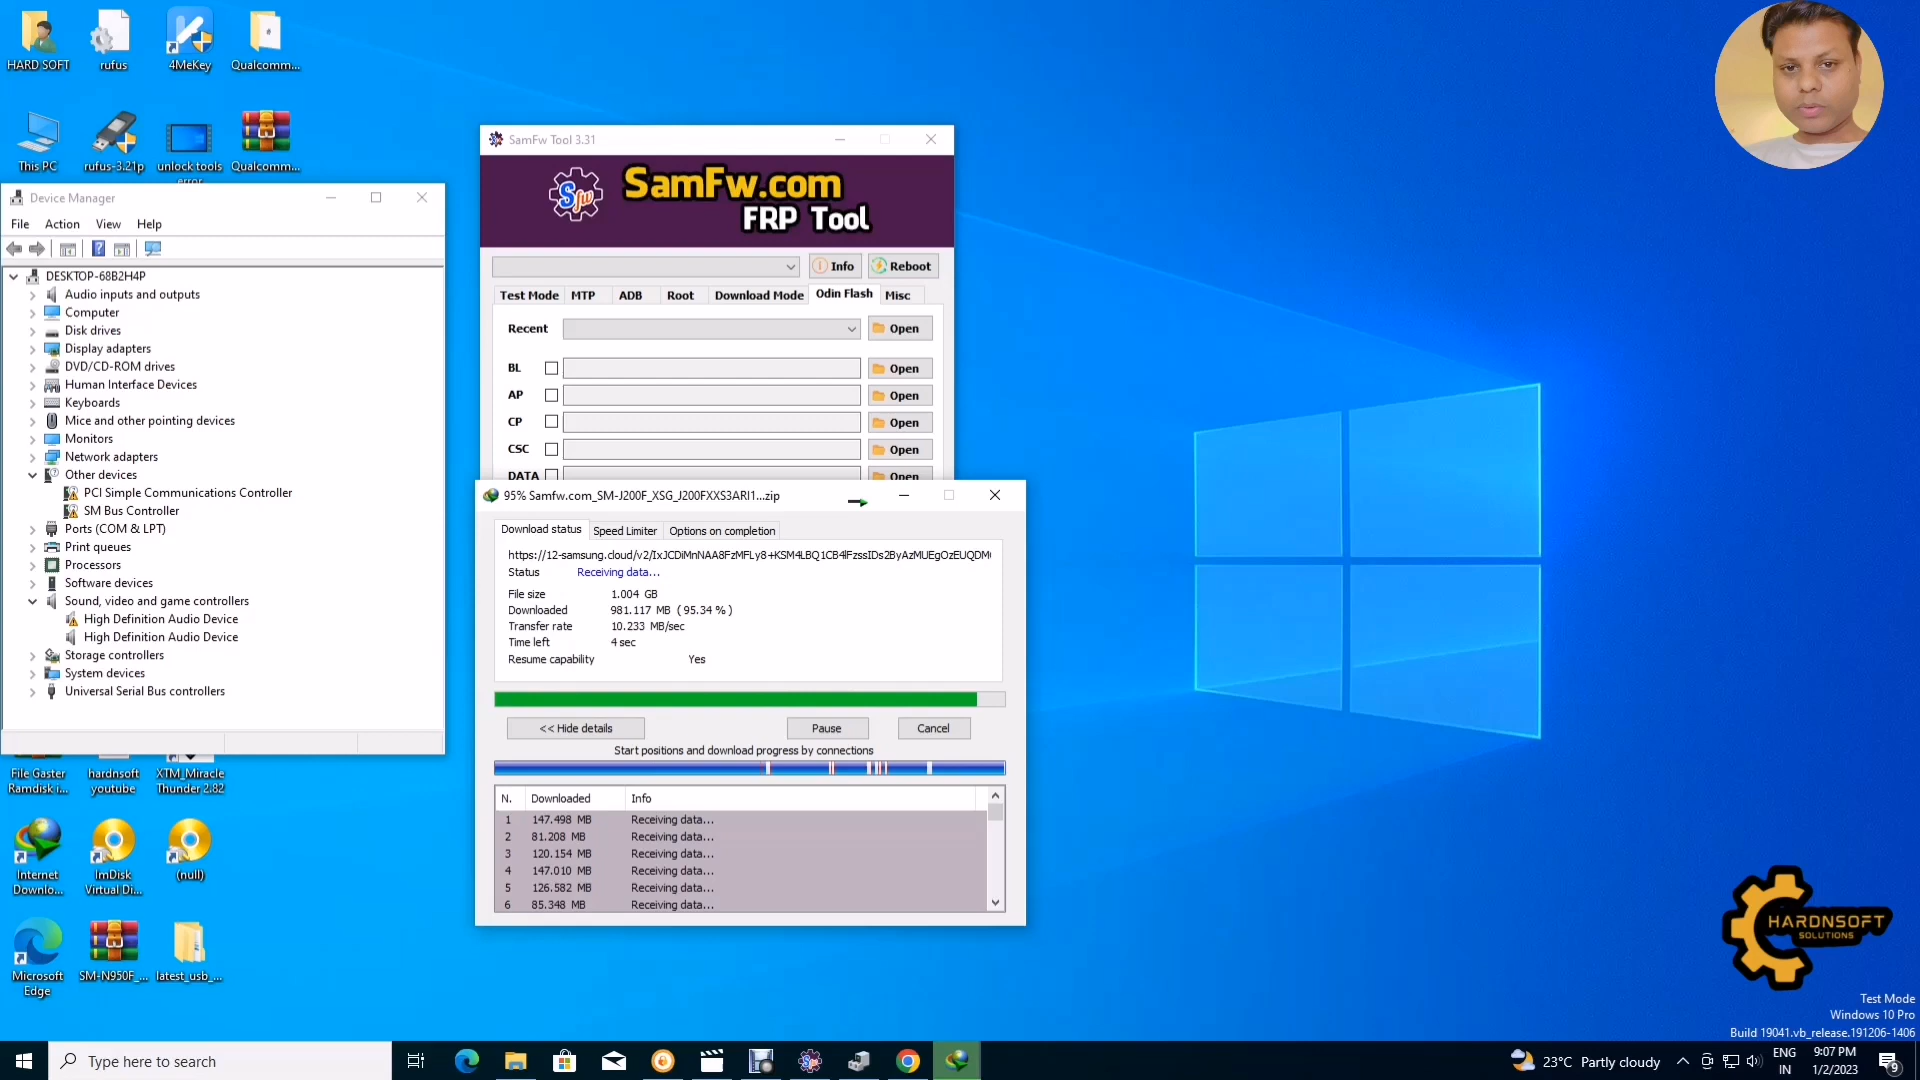 HARD SOFT
rufus
4MeKey
Qualcomm...
This PC
rufus-3.21p
unlock tools
Qualcomm...
Device Manager
File Action View Help
DESKTOP-68B2H4P
Audio inputs and outputs
Computer
Disk drives
Display adapters
DVD/CD-ROM drives
Human Interface Devices
Keyboards
Mice and other pointing devices
Monitors
Network adapters
Other devices
PCI Simple Communications Controller
SM Bus Controller
Ports (COM & LPT)
Print queues
Processors
Software devices
Sound, video and game controllers
High Definition Audio Device
High Definition Audio Device
Storage controllers
System devices
Universal Serial Bus controllers
SamFw Tool 3.31
Sfw
SamFw.com
FRP Tool
Info Reboot
Test Mode MTP ADB Root Download Mode Odin Flash Misc
Recent Open
BL Open
AP Open
CP Open
CSC Open
DATA Open
95% Samfw.com_SM-J200F_XSG_J200FXXS3ARI1...zip
Download status Speed Limiter Options on completion
Status Receiving data...
File size 1.004 GB
Downloaded 981.117 MB ( 95.34 % )
Transfer rate 10.233 MB/sec
Time left 4 sec
Resume capability Yes
<< Hide details Pause Cancel
Start positions and download progress by connections
N. Downloaded Info
1 147.498 MB Receiving data...
2 81.208 MB Receiving data...
3 120.154 MB Receiving data...
4 147.010 MB Receiving data...
5 126.582 MB Receiving data...
6 85.348 MB Receiving data...
File Gaster
Ramdisk i...
hardnsoft
youtube
XTM_Miracle
Thunder 2.82
Internet
Downlo...
ImDisk
Virtual Di...
(null)
Microsoft
Edge
SM-N950F_...
latest_usb_...
HARDNSOFT
SOLUTIONS
Test Mode
Windows 10 Pro
Build 19041.vb_release.191206-1406
Type here to search
23°C Partly cloudy
ENG
IN
9:07 PM
1/2/2023
9